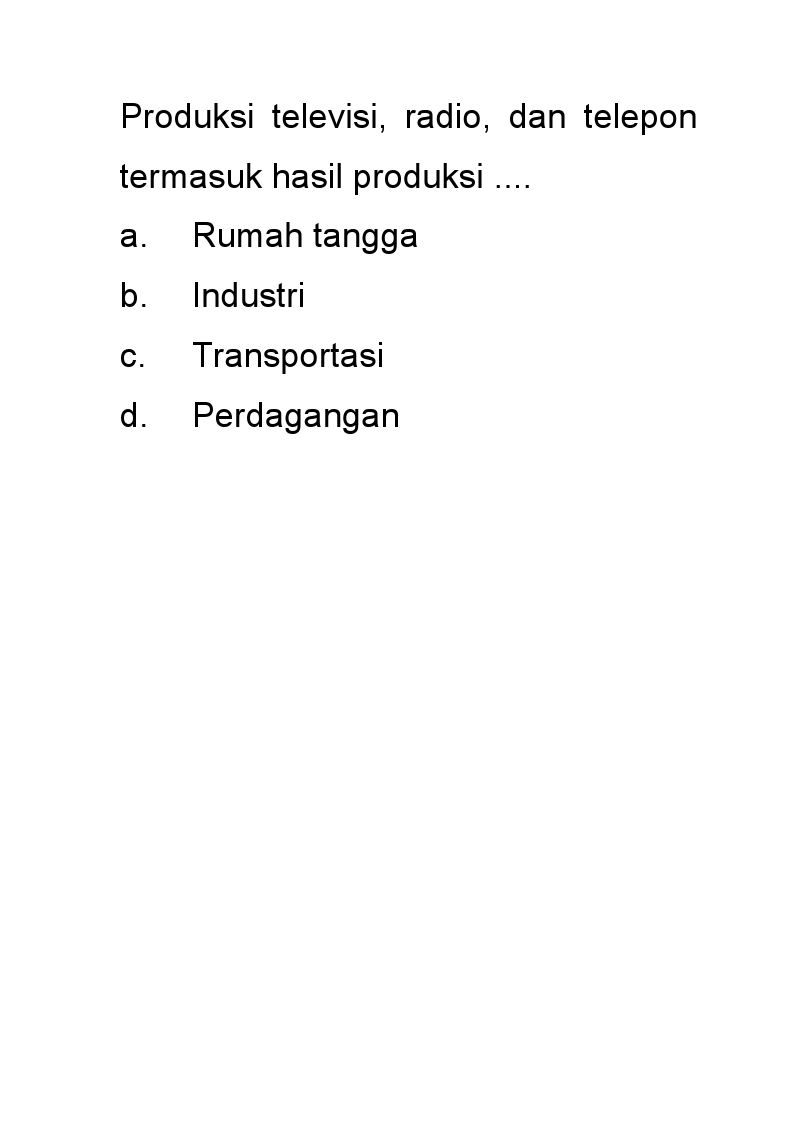 Produksi televisi, radio, dan telepon
termasuk hasil produksi ....
a. Rumah tangga
b. Industri
c. Transportasi
d. Perdagangan